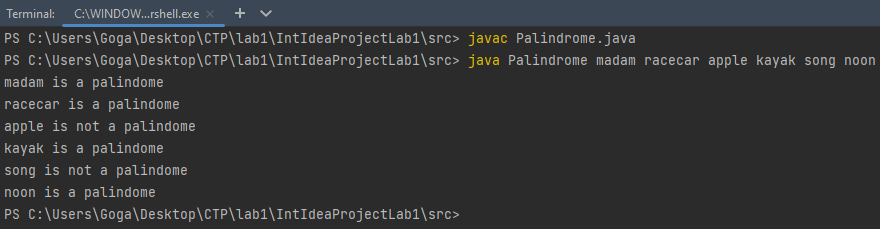 Terminal: C:\WINDOW...rshell.exe × + ∨
PS C:\Users\Goga\Desktop\CTP\lab1\IntIdeaProjectLab1\src> javac Palindrome.java
PS C:\Users\Goga\Desktop\CTP\lab1\IntIdeaProjectLab1\src> java Palindrome madam racecar apple kayak song noon
madam is a palindome
racecar is a palindome
apple is not a palindome
kayak is a palindome
song is not a palindome
noon is a palindome
PS C:\Users\Goga\Desktop\CTP\lab1\IntIdeaProjectLab1\src>